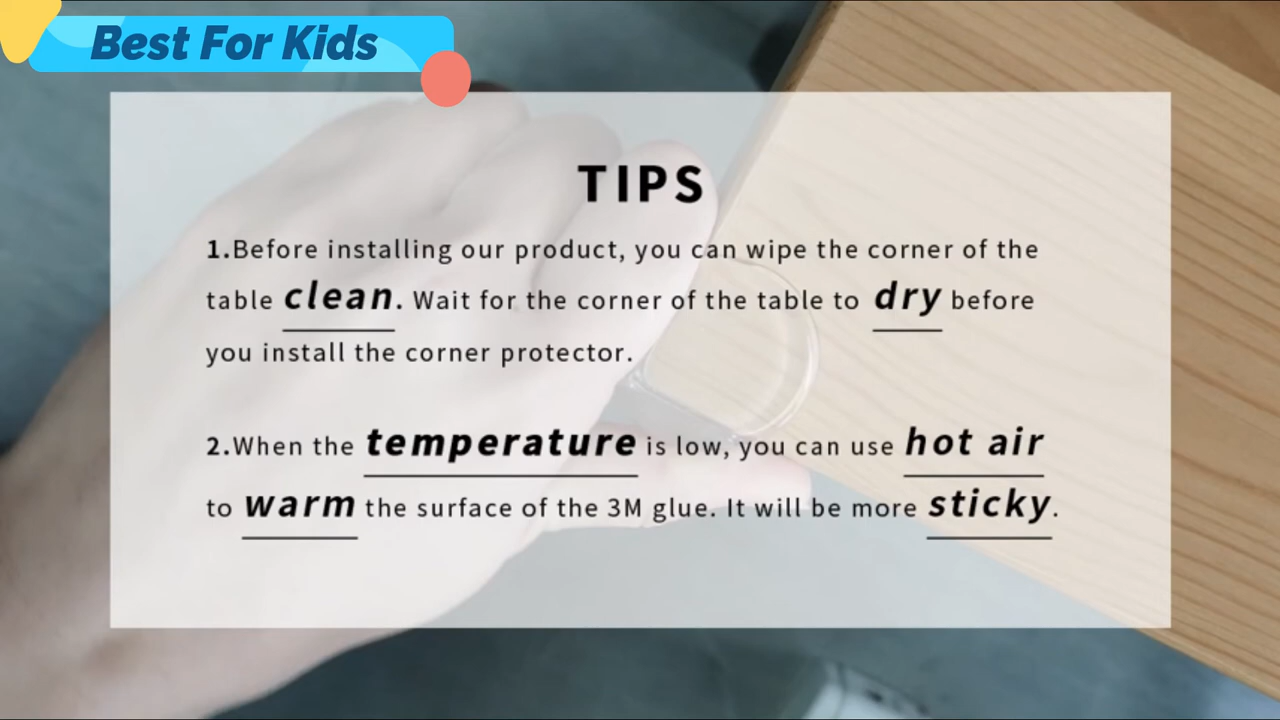 Best For Kids
TIPS
1.Before installing our product, you can wipe the corner of the
table clean. Wait for the corner of the table to dry before
you install the corner protector.
2.When the temperature is low, you can use hot air
to warm the surface of the 3M glue. It will be more sticky.